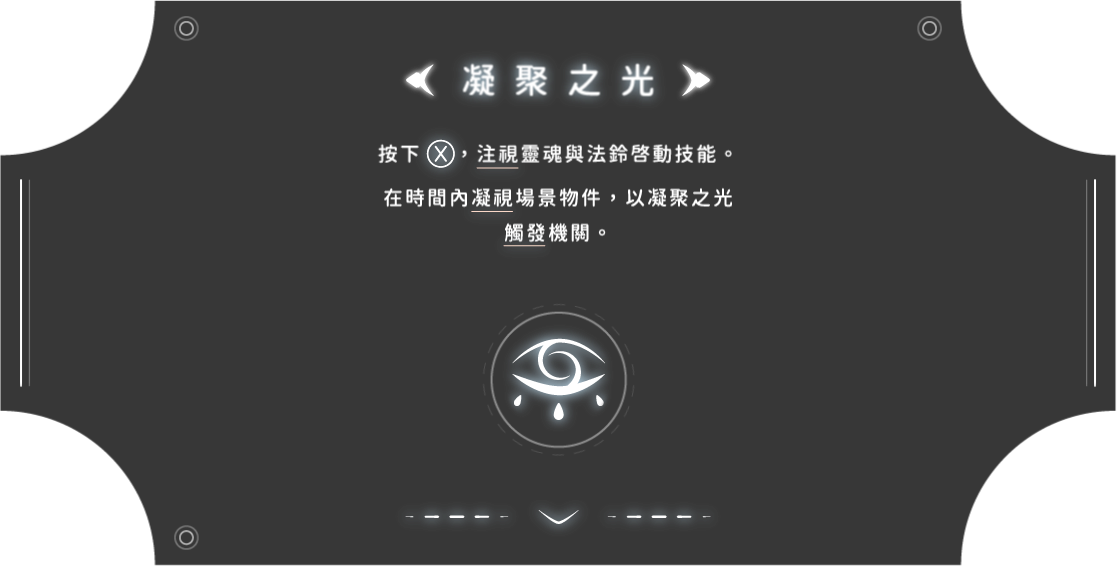 凝聚之光
按下Ⓧ，注視靈魂與法鈴啓動技能。
在時間內凝視場景物件，以凝聚之光
觸發機關。